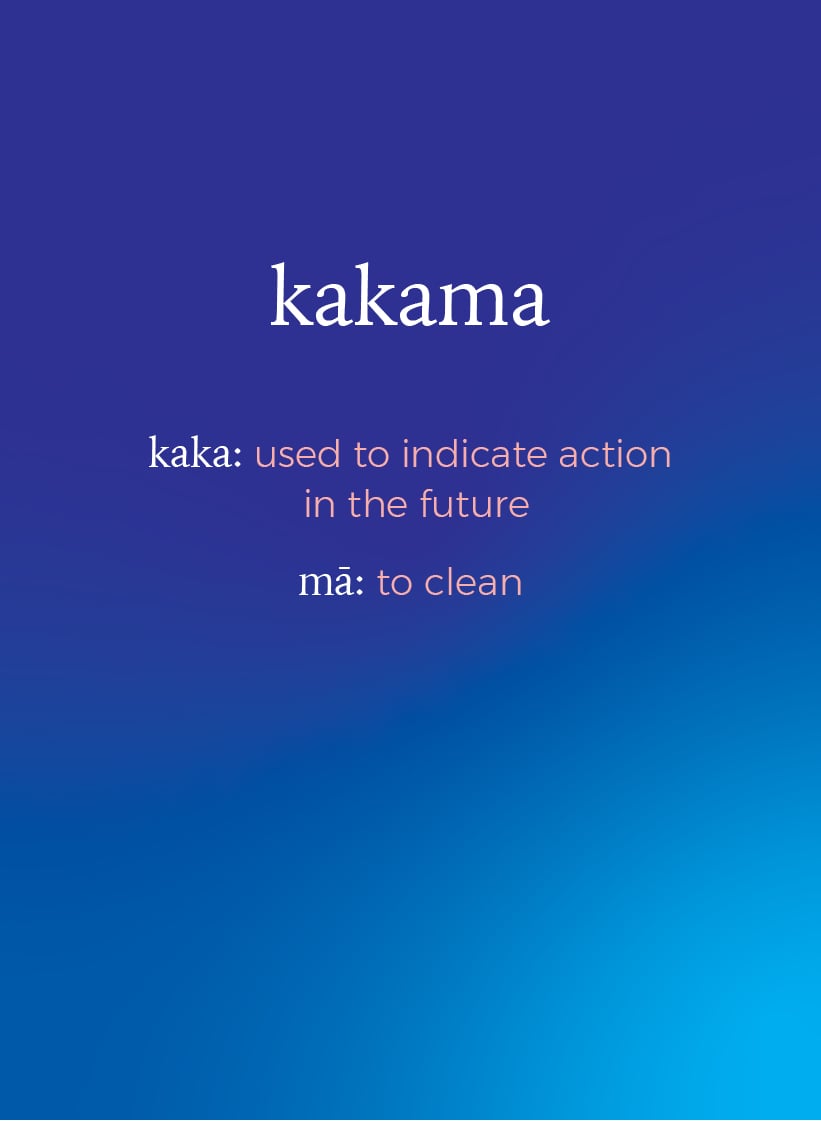 kakama
kaka: used to indicate action
in the future
mā: to clean